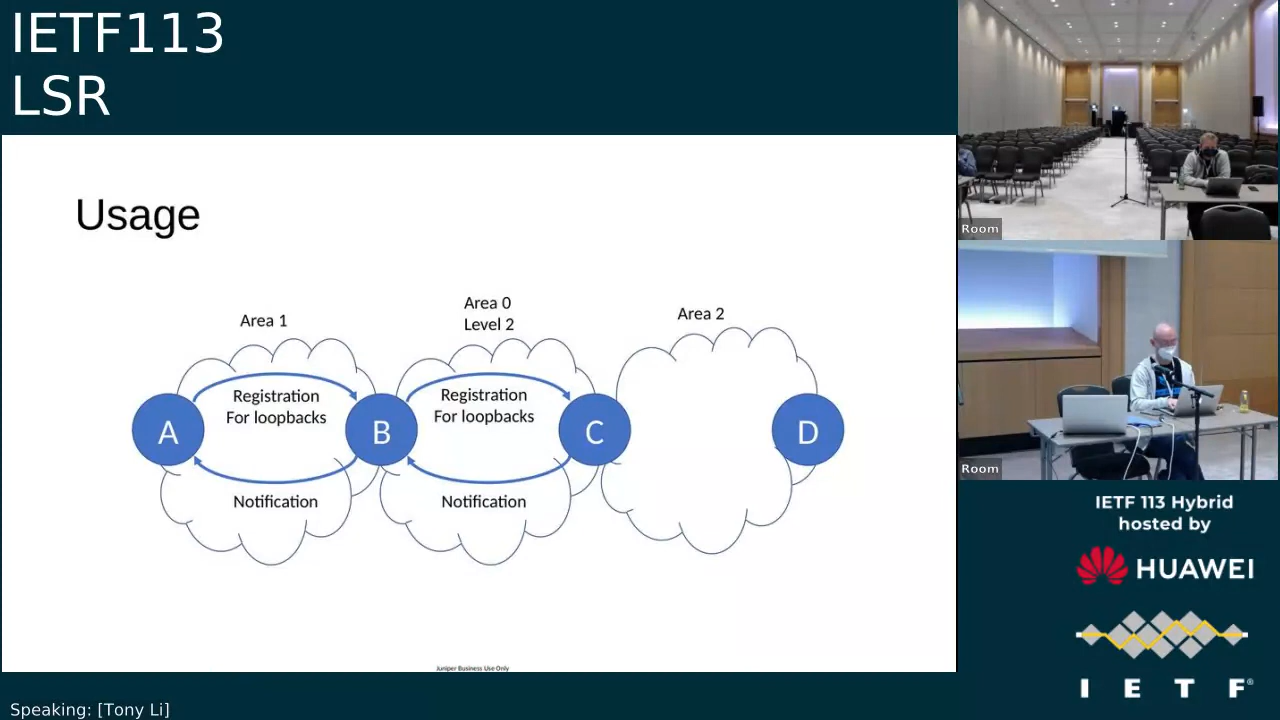 IETF113
LSR
Usage
Area 1
Area 0
Level 2
Area 2
Registration
For loopbacks
Registration
For loopbacks
A
B
C
D
Notification
Notification
Juniper Business Use Only
Room
Room
IETF 113 Hybrid
hosted by
HUAWEI
I E T F®
Speaking: [Tony Li]